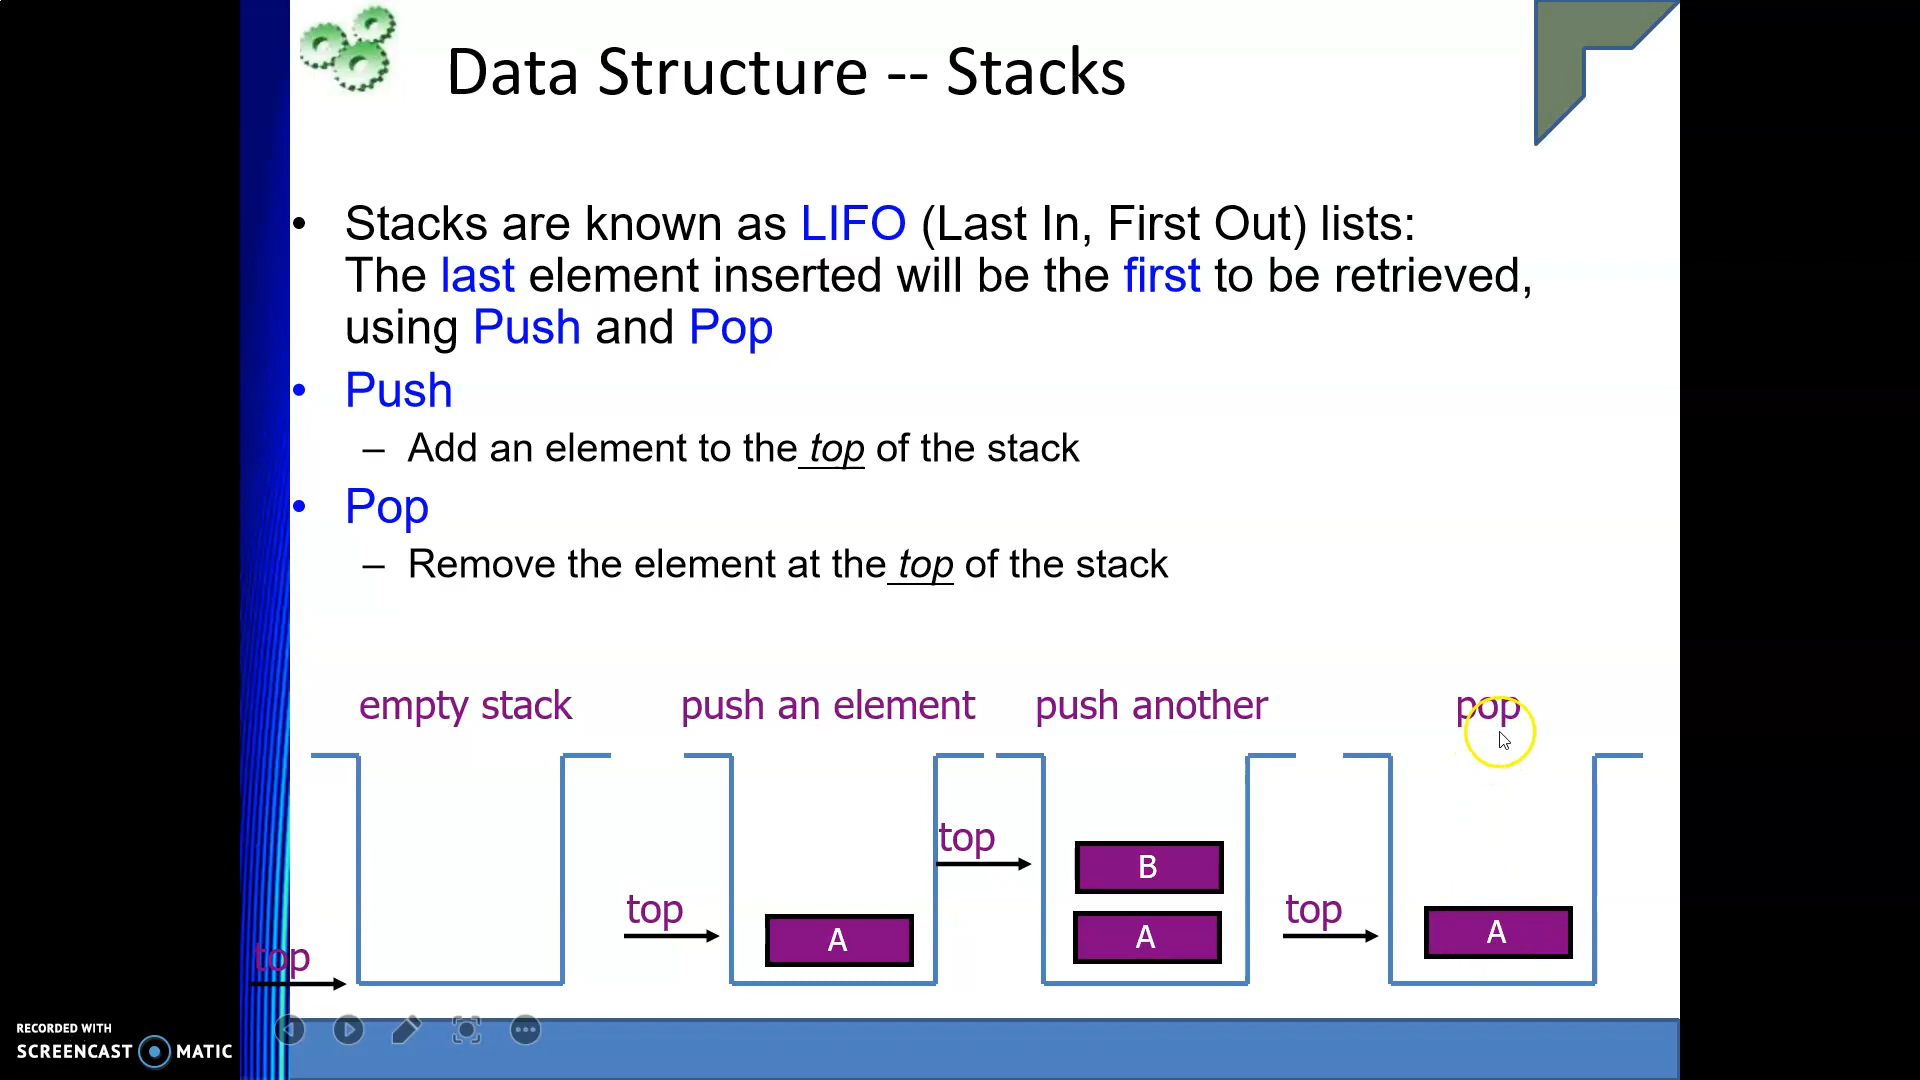 Data Structure -- Stacks
• Stacks are known as LIFO (Last In, First Out) lists:
The last element inserted will be the first to be retrieved,
using Push and Pop
• Push
– Add an element to the top of the stack
• Pop
– Remove the element at the top of the stack
empty stack push an element push another pop
top
B
top
top
A
A
A
top
RECORDED WITH
SCREENCAST MATIC